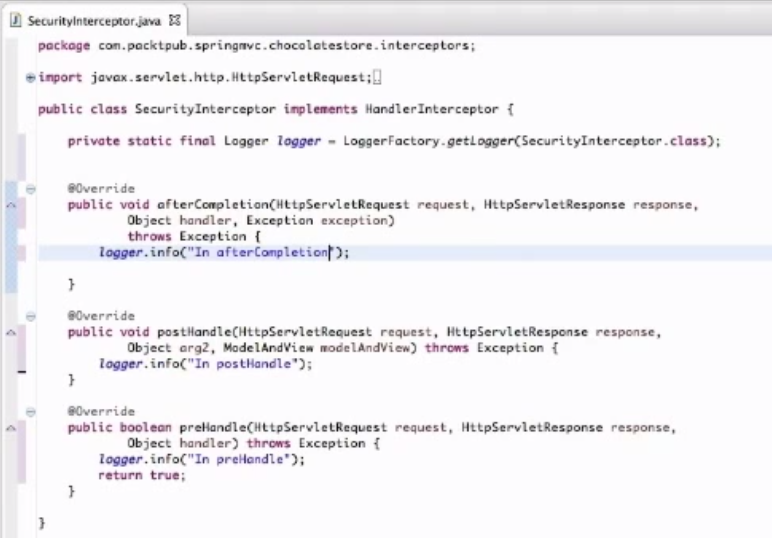 SecurityInterceptor.java
package com.packtpub.springmvc.chocolatestore.interceptors;
import javax.servlet.http.HttpServletRequest;
public class SecurityInterceptor implements HandlerInterceptor {
private static final Logger logger = LoggerFactory.getLogger(SecurityInterceptor.class);
@Override
public void afterCompletion(HttpServletRequest request, HttpServletResponse response,
Object handler, Exception exception)
throws Exception {
logger.info("In afterCompletion");
}
@Override
public void postHandle(HttpServletRequest request, HttpServletResponse response,
Object arg2, ModelAndView modelAndView) throws Exception {
logger.info("In postHandle");
}
@Override
public boolean preHandle(HttpServletRequest request, HttpServletResponse response,
Object handler) throws Exception {
logger.info("In preHandle");
return true;
}
}